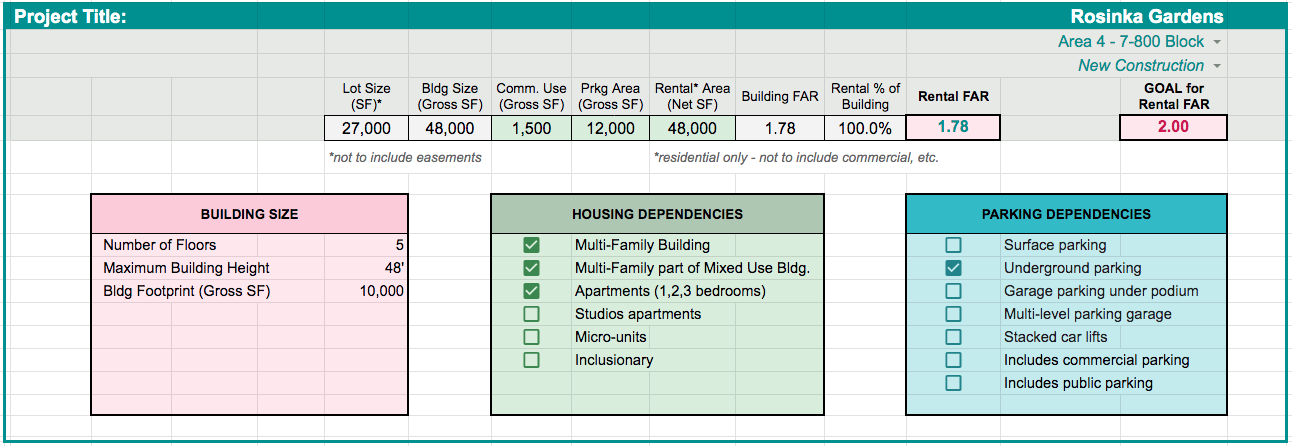 Project Title: Rosinka Gardens
Area 4 - 7-800 Block
New Construction
Lot Size Bldg Size Comm. Use Prkg Area Rental* Area Building FAR Rental % of Rental FAR GOAL for
(SF)* (Gross SF) (Gross SF) (Gross SF) (Net SF) Building Rental FAR
27,000 48,000 1,500 12,000 48,000 1.78 100.0% 1.78 2.00
*not to include easements *residential only - not to include commercial, etc.
BUILDING SIZE
Number of Floors 5
Maximum Building Height 48'
Bldg Footprint (Gross SF) 10,000
HOUSING DEPENDENCIES
Multi-Family Building
Multi-Family part of Mixed Use Bldg.
Apartments (1,2,3 bedrooms)
Studios apartments
Micro-units
Inclusionary
PARKING DEPENDENCIES
Surface parking
Underground parking
Garage parking under podium
Multi-level parking garage
Stacked car lifts
Includes commercial parking
Includes public parking